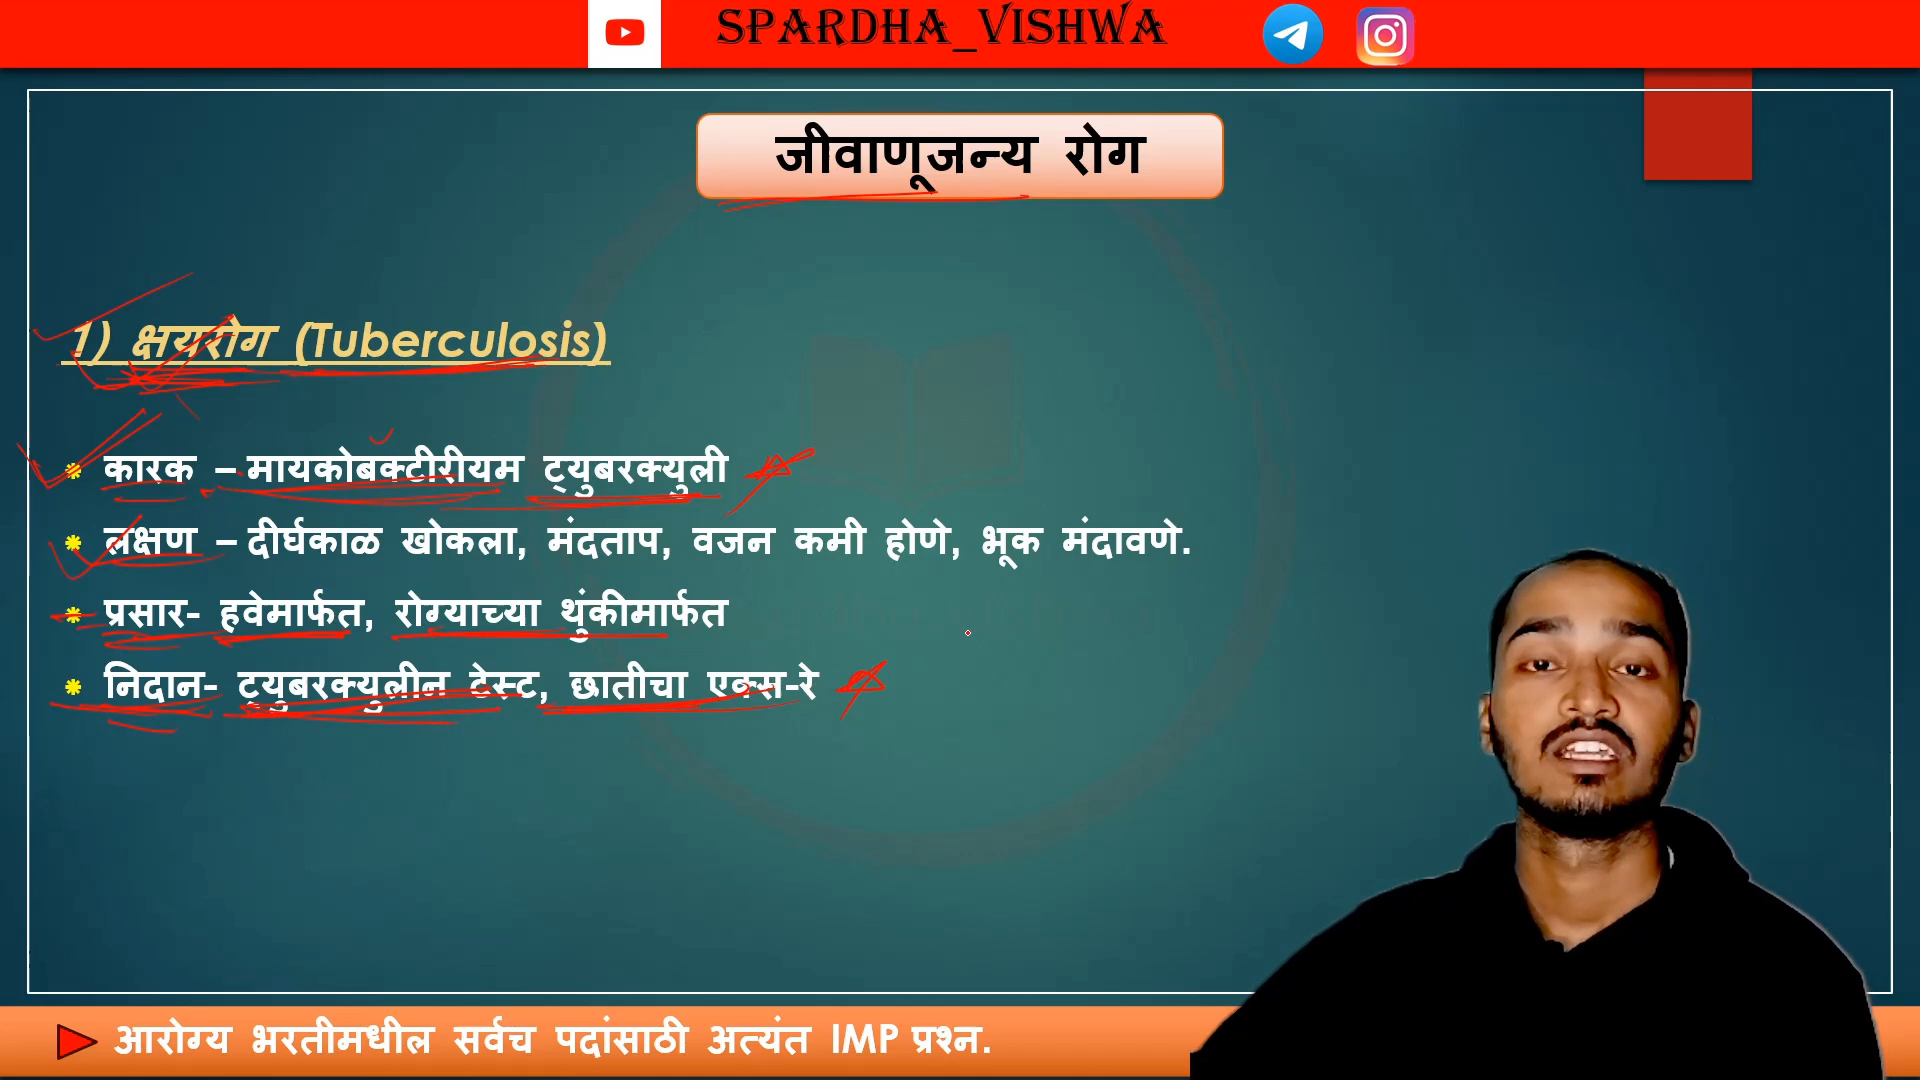 SPARDHA_VISHWA
जीवाणूजन्य रोग
1) क्षयरोग (Tuberculosis)
कारक – मायकोबक्टीरीयम ट्युबरक्युली
लक्षण – दीर्घकाळ खोकला, मंदताप, वजन कमी होणे, भूक मंदावणे.
प्रसार- हवेमार्फत, रोग्याच्या थुंकीमार्फत
निदान- ट्युबरक्युलीन टेस्ट, छातीचा एक्स-रे
आरोग्य भरतीमधील सर्वच पदांसाठी अत्यंत IMP प्रश्न.